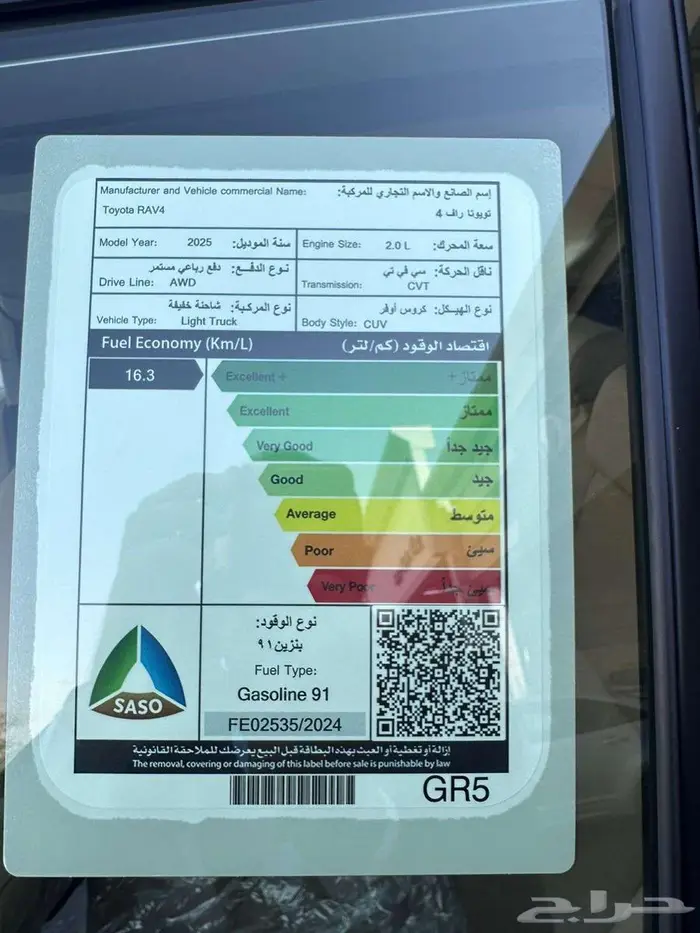 Manufacturer and Vehicle commercial Name: إسم الصانع والاسم التجاري للمركبة:
Toyota RAV4 تويوتا راف 4
Model Year: 2025 سنة الموديل:
Engine Size: 2.0 L سعة المحرك:
نوع الدفع: دفع رباعي مستمر
Drive Line: AWD
ناقل الحركة: سي في تي
Transmission: CVT
نوع المركبة: شاحنة خفيفة
Vehicle Type: Light Truck
نوع الهيكل: كروس أوفر
Body Style: CUV
Fuel Economy (Km/L) اقتصاد الوقود (كم/لتر)
16.3
Excellent + ممتاز +
Excellent ممتاز
Very Good جيد جداً
Good جيد
Average متوسط
Poor سيئ
Very Poor سيئ جداً
SASO
نوع الوقود:
بنزين ٩١
Fuel Type:
Gasoline 91
FE02535/2024
إزالة أو تغطية أو العبث بهذه البطاقة قبل البيع يعرضك للملاحقة القانونية
The removal, covering or damaging of this label before sale is punishable by law
GR5
حراج